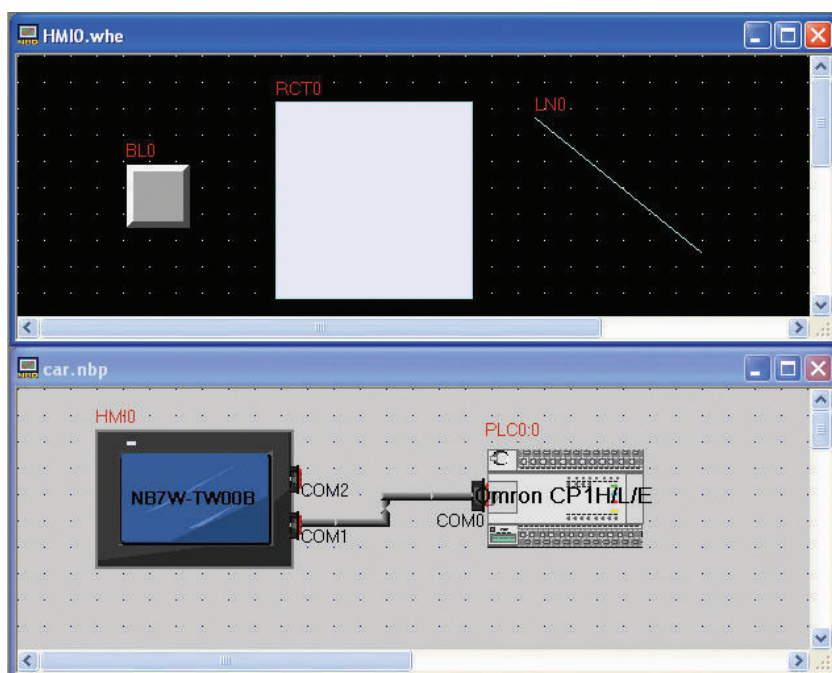 HMI0.whe
RCT0
LN0
BL0
car.nbp
HMI0
PLC0:0
NB7W-TW00B
COM2
Omron CP1H/L/E
COM0
COM1